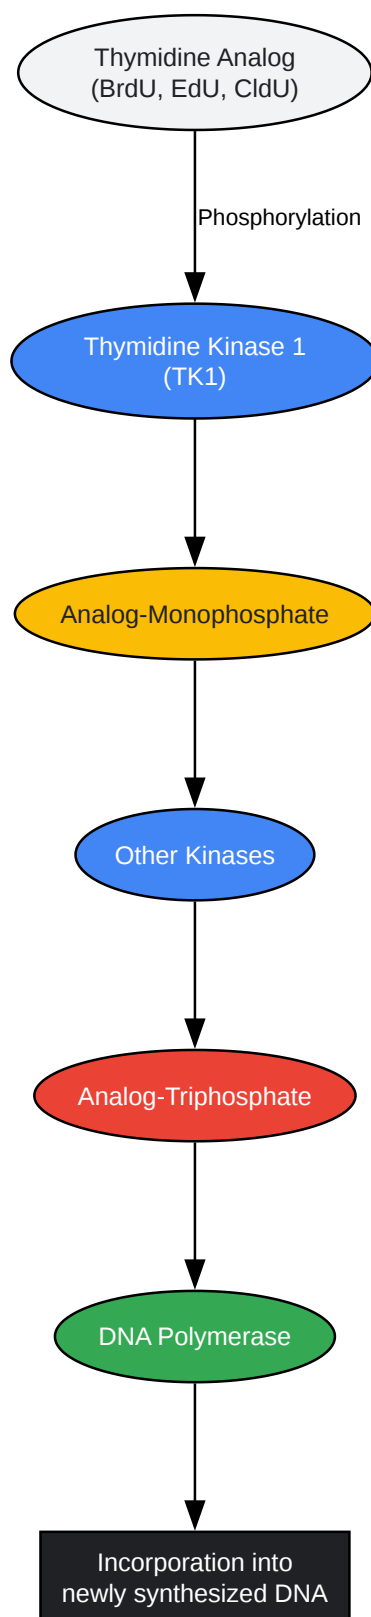 Thymidine Analog
(BrdU, EdU, CldU)
Phosphorylation
Thymidine Kinase 1
(TK1)
Analog-Monophosphate
Other Kinases
Analog-Triphosphate
DNA Polymerase
Incorporation into
newly synthesized DNA